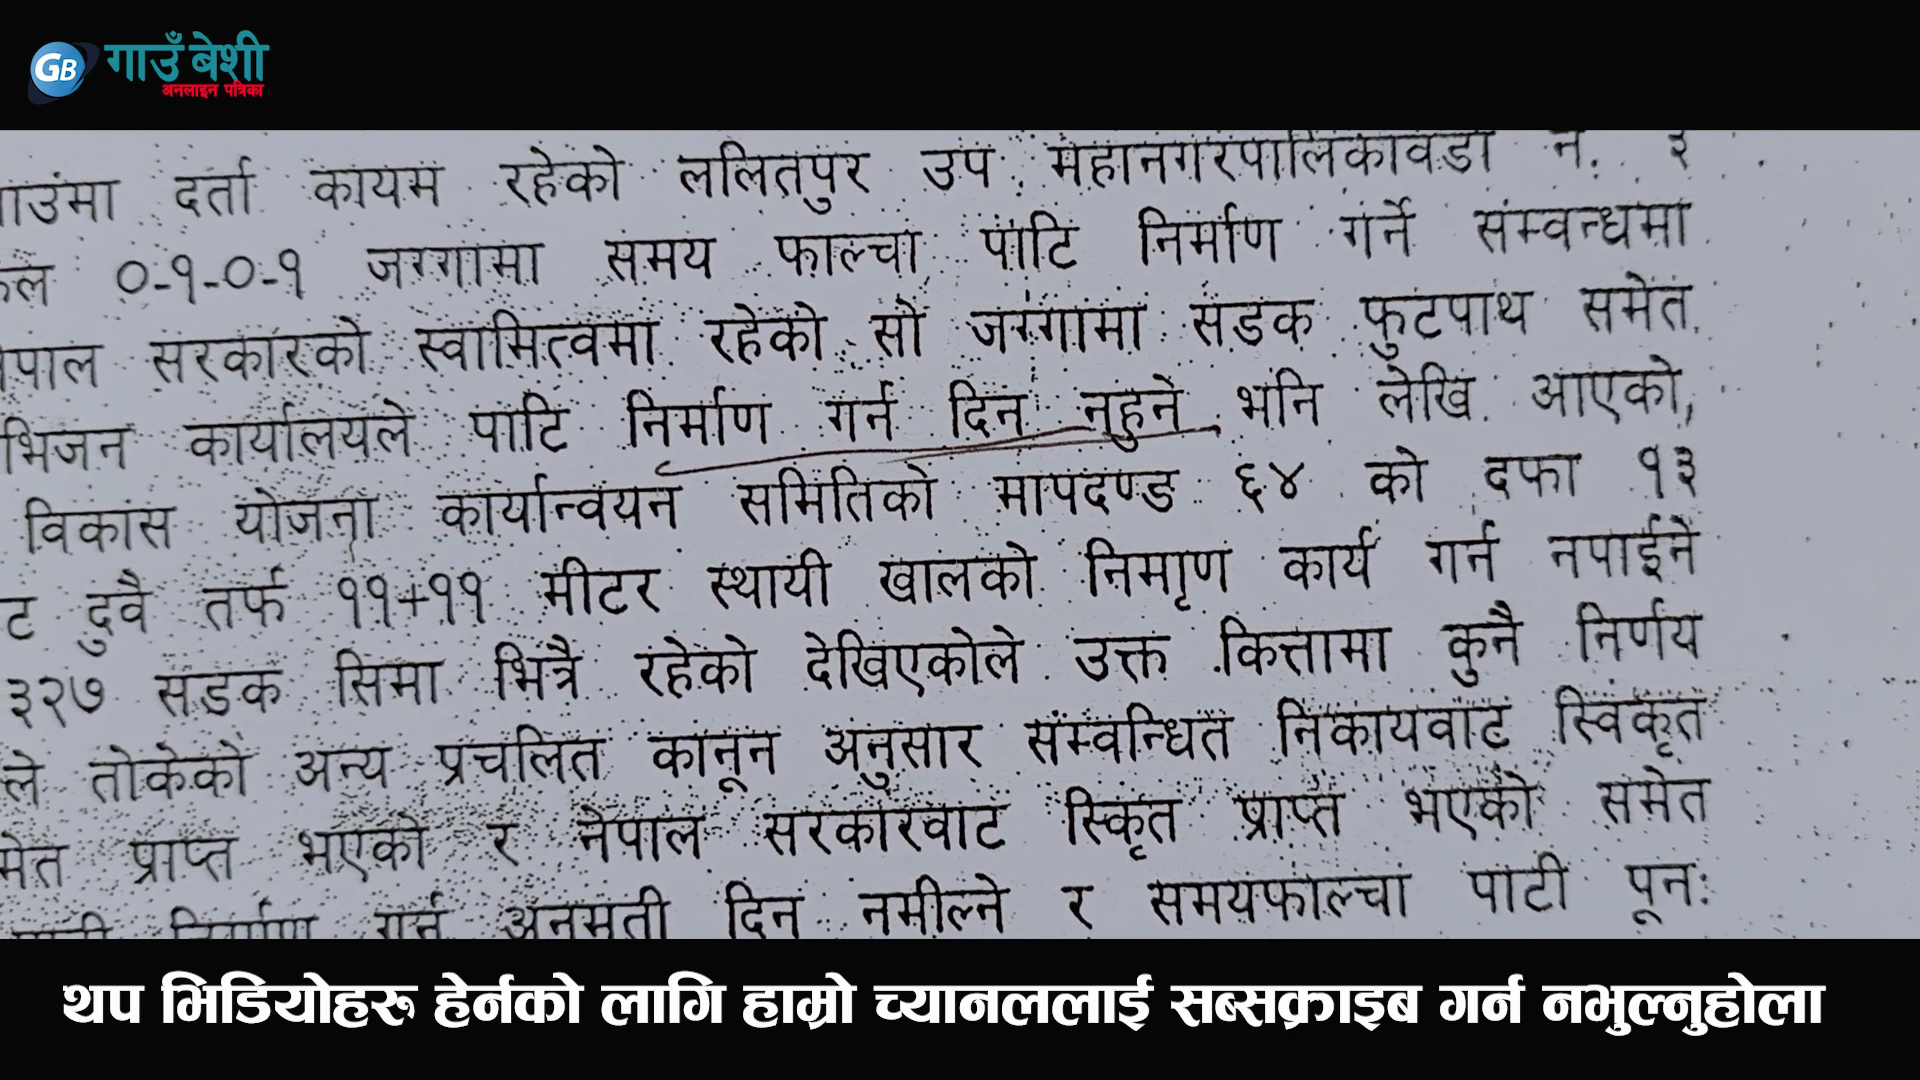 GB गाउँ बेशी
अनलाइन पत्रिका
गाउंमा दर्ता कायम रहेको ललितपुर उप महानगरपालिकावडा नं. ३
०-१-०-१ जग्गामा समय फाल्चा पाटि निर्माण गर्ने सम्वन्धमा
नेपाल सरकारको स्वामित्वमा रहेको सो जग्गामा सडक फुटपाथ समेत
भिजन कार्यालयले पाटि निर्माण गर्न दिन नहुने भनि लेखि आएको,
विकास योजना कार्यान्वयन समितिको मापदण्ड ६४ को दफा १३
ट दुवै तर्फ ११+११ मीटर स्थायी खालको निमाृण कार्य गर्न नपाईने
३२७ सडक सिमा भित्रै रहेको देखिएकोले उक्त कित्तामा कुनै निर्णय
ले तोकेको अन्य प्रचलित कानून अनुसार सम्वन्धित निकायवाट स्विकृत
मेत प्राप्त भएको र नेपाल सरकारवाट स्किृत प्राप्त भएको समेत
निर्माण गर्न अनुमती दिन नमील्ने र समयफाल्चा पाटी पूनः
थप भिडियोहरु हेर्नको लागि हाम्रो च्यानललाई सब्सक्राइब गर्न नभुल्नुहोला